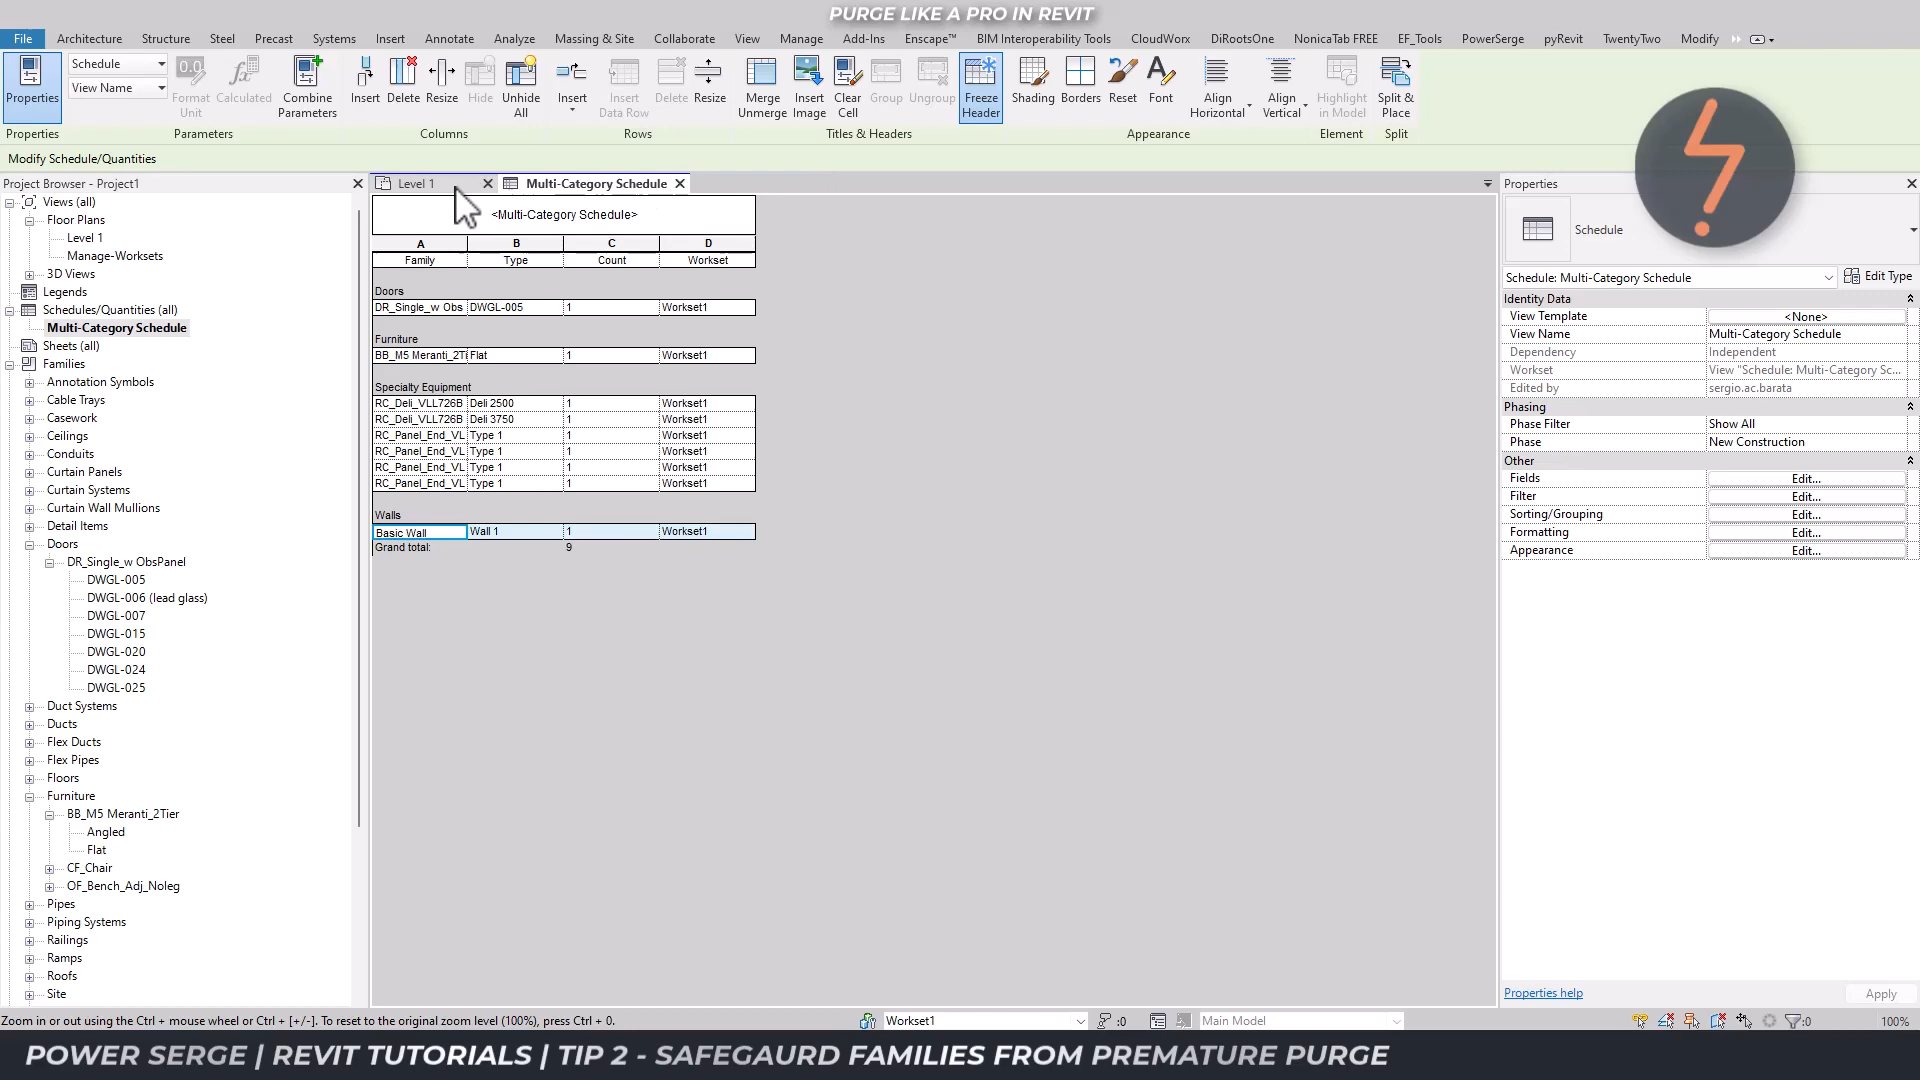 PURGE LIKE A PRO IN REVIT
File Architecture Structure Steel Precast Systems Insert Annotate Analyze Massing & Site Collaborate View Manage Add-Ins Enscape™ BIM Interoperability Tools CloudWorx DiRootsOne NonicaTab FREE EF_Tools PowerSerge pyRevit TwentyTwo Modify
Schedule
View Name
Properties Format Unit Calculated Combine Parameters Insert Delete Resize Hide Unhide All Insert Insert Data Row Delete Resize Merge Unmerge Insert Image Clear Cell Group Ungroup Freeze Header Shading Borders Reset Font Align Horizontal Align Vertical Highlight in Model Split & Place
Properties Parameters Columns Rows Titles & Headers Appearance Element Split
Modify Schedule/Quantities
Project Browser - Project1
Views (all)
Floor Plans
Level 1
Manage-Worksets
3D Views
Legends
Schedules/Quantities (all)
Multi-Category Schedule
Sheets (all)
Families
Annotation Symbols
Cable Trays
Casework
Ceilings
Conduits
Curtain Panels
Curtain Systems
Curtain Wall Mullions
Detail Items
Doors
DR_Single_w ObsPanel
DWGL-005
DWGL-006 (lead glass)
DWGL-007
DWGL-015
DWGL-020
DWGL-024
DWGL-025
Duct Systems
Ducts
Flex Ducts
Flex Pipes
Floors
Furniture
BB_M5 Meranti_2Tier
Angled
Flat
CF_Chair
OF_Bench_Adj_Noleg
Pipes
Piping Systems
Railings
Ramps
Roofs
Site
Level 1 Multi-Category Schedule
<Multi-Category Schedule>
A B C D
Family Type Count Workset
Doors
DR_Single_w Obs DWGL-005 1 Workset1
Furniture
BB_M5 Meranti_2Ti Flat 1 Workset1
Specialty Equipment
RC_Deli_VLL726B Deli 2500 1 Workset1
RC_Deli_VLL726B Deli 3750 1 Workset1
RC_Panel_End_VL Type 1 1 Workset1
RC_Panel_End_VL Type 1 1 Workset1
RC_Panel_End_VL Type 1 1 Workset1
RC_Panel_End_VL Type 1 1 Workset1
Walls
Basic Wall Wall 1 1 Workset1
Grand total: 9
Properties
Schedule
Schedule: Multi-Category Schedule Edit Type
Identity Data
View Template <None>
View Name Multi-Category Schedule
Dependency Independent
Workset View "Schedule: Multi-Category Sc...
Edited by sergio.ac.barata
Phasing
Phase Filter Show All
Phase New Construction
Other
Fields Edit...
Filter Edit...
Sorting/Grouping Edit...
Formatting Edit...
Appearance Edit...
Properties help Apply
Zoom in or out using the Ctrl + mouse wheel or Ctrl + [+/-]. To reset to the original zoom level (100%), press Ctrl + 0. Workset1 :0 Main Model :0 100%
POWER SERGE | REVIT TUTORIALS | TIP 2 - SAFEGAURD FAMILIES FROM PREMATURE PURGE